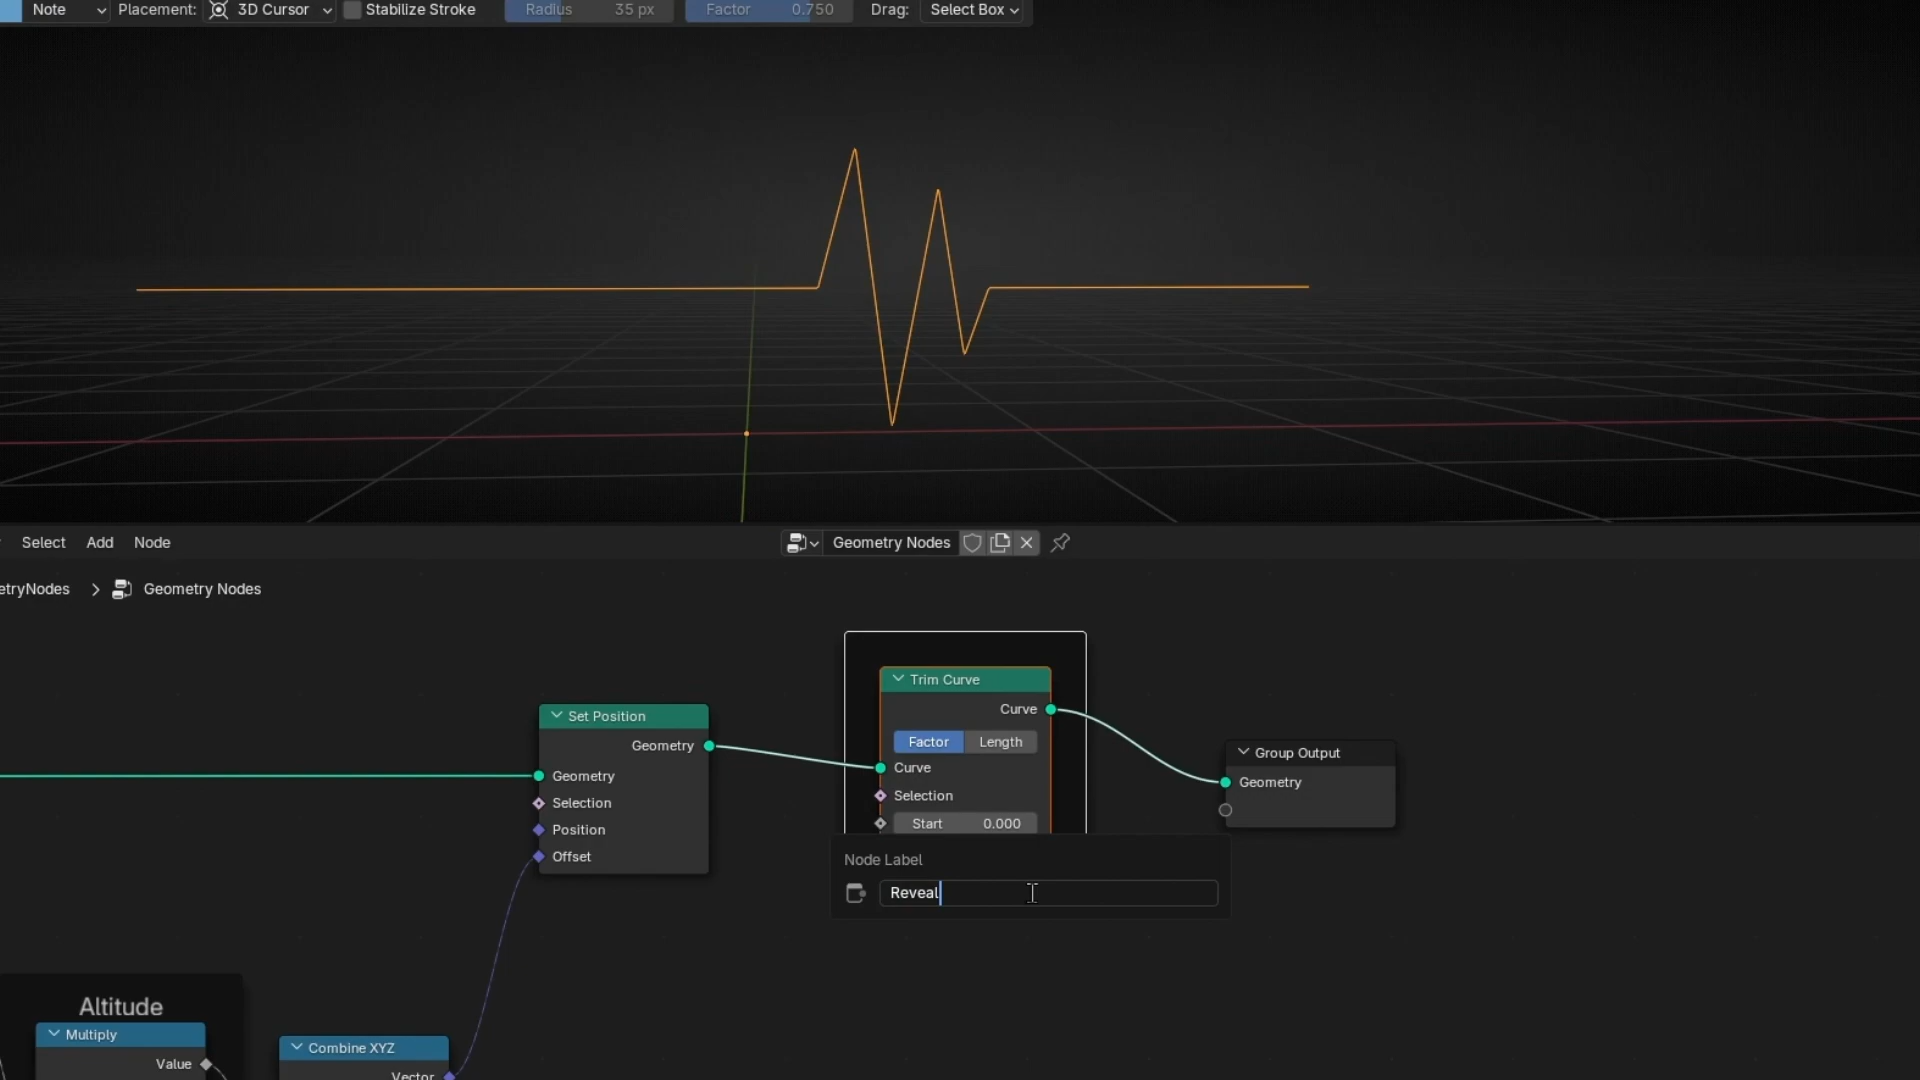 Note Placement: 3D Cursor Stabilize Stroke Radius 35 px Factor 0.750 Drag: Select Box
Select Add Node Geometry Nodes
etryNodes > Geometry Nodes
Trim Curve
Curve
Factor Length
Curve
Selection
Start 0.000
Set Position
Geometry
Geometry
Selection
Position
Offset
Group Output
Geometry
Node Label
Reveal
Altitude
Multiply
Value
Combine XYZ
Vector